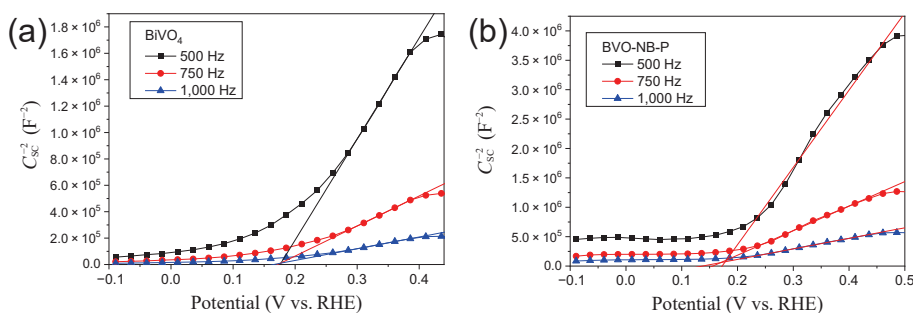 (a)
BiVO₄
500 Hz
750 Hz
1,000 Hz
C_SC^−2 (F^−2)
1.8 × 10⁶
1.6 × 10⁶
1.4 × 10⁶
1.2 × 10⁶
1.0 × 10⁶
8.0 × 10⁵
6.0 × 10⁵
4.0 × 10⁵
2.0 × 10⁵
0.0
-0.1
0.0
0.1
0.2
0.3
0.4
Potential (V vs. RHE)
(b)
BVO-NB-P
500 Hz
750 Hz
1,000 Hz
C_SC^−2 (F^−2)
4.0 × 10⁶
3.5 × 10⁶
3.0 × 10⁶
2.5 × 10⁶
2.0 × 10⁶
1.5 × 10⁶
1.0 × 10⁶
5.0 × 10⁵
0.0
-0.1
0.0
0.1
0.2
0.3
0.4
0.5
Potential (V vs. RHE)